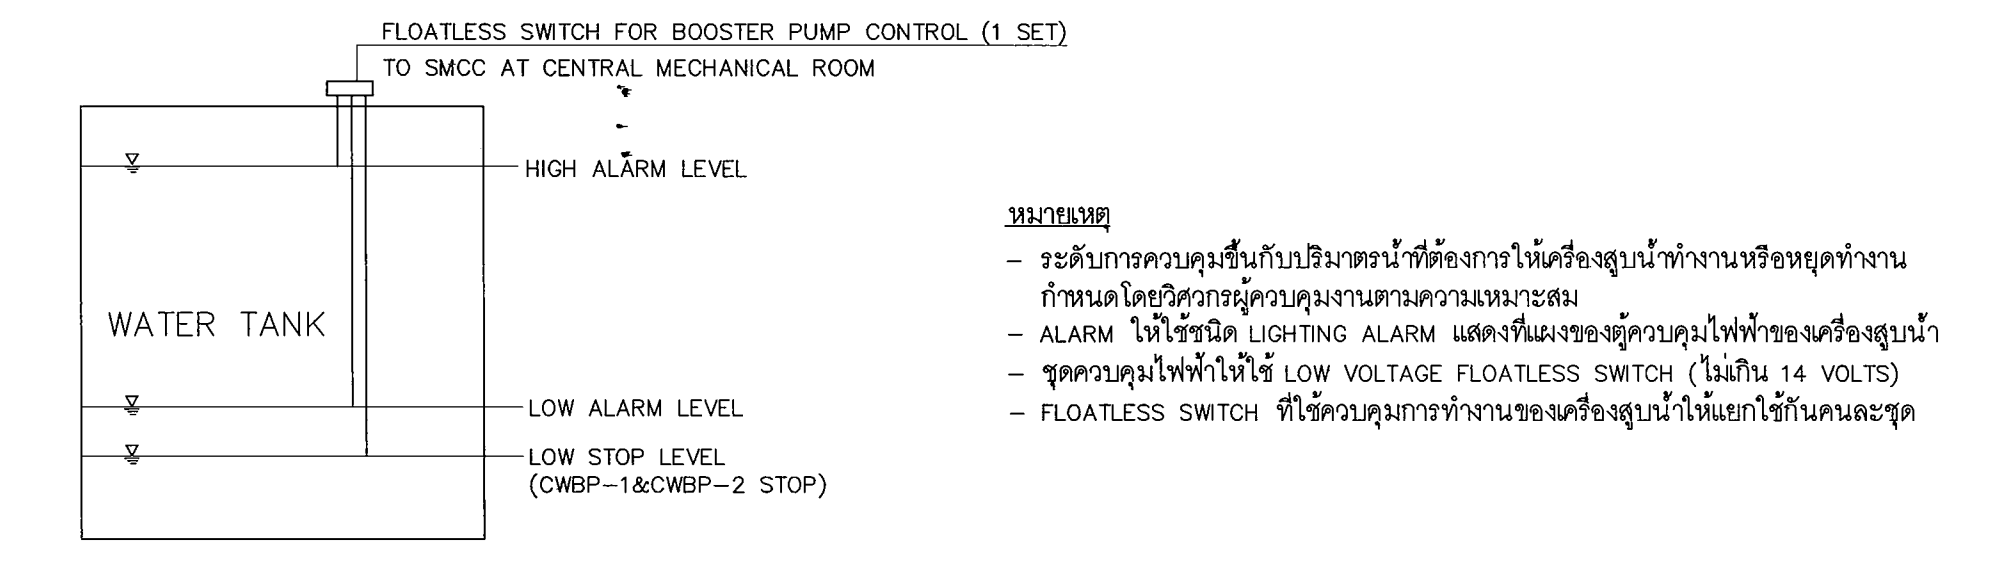 FLOATLESS SWITCH FOR BOOSTER PUMP CONTROL (1 SET)
TO SMCC AT CENTRAL MECHANICAL ROOM
HIGH ALARM LEVEL
WATER TANK
LOW ALARM LEVEL
LOW STOP LEVEL
(CWBP-1&CWBP-2 STOP)
หมายเหตุ
- ระดับการควบคุมขึ้นกับปริมาตรน้ำที่ต้องการให้เครื่องสูบน้ำทำงานหรือหยุดทำงาน
กำหนดโดยวิศวกรผู้ควบคุมงานตามความเหมาะสม
- ALARM ให้ใช้ชนิด LIGHTING ALARM แสดงที่แผงของตู้ควบคุมไฟฟ้าของเครื่องสูบน้ำ
- ชุดควบคุมไฟฟ้าให้ใช้ LOW VOLTAGE FLOATLESS SWITCH (ไม่เกิน 14 VOLTS)
- FLOATLESS SWITCH ที่ใช้ควบคุมการทำงานของเครื่องสูบน้ำให้แยกใช้กันคนละชุด